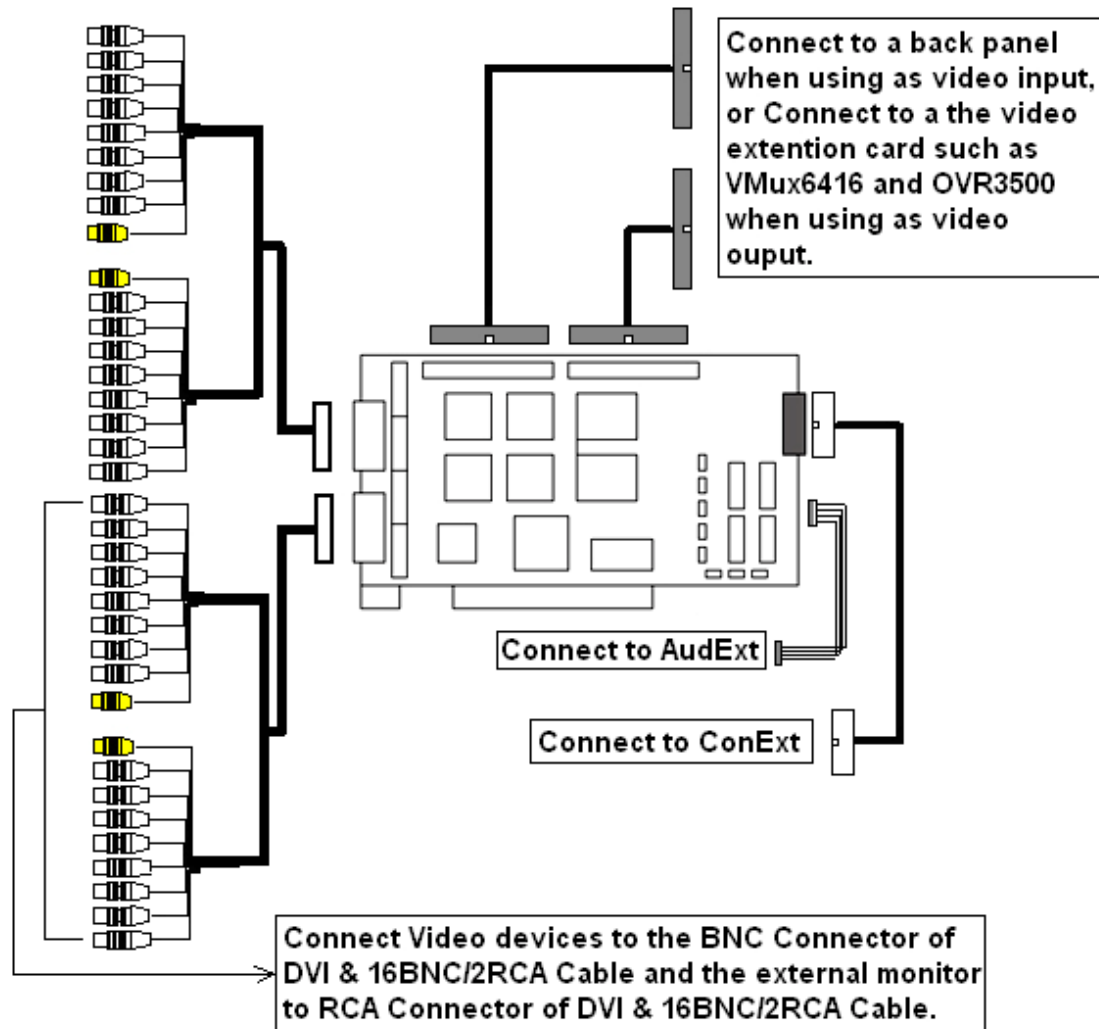 Connect to a back panel
when using as video input,
or Connect to a the video
extention card such as
VMux6416 and OVR3500
when using as video
ouput.
Connect to AudExt
Connect to ConExt
Connect Video devices to the BNC Connector of
DVI & 16BNC/2RCA Cable and the external monitor
to RCA Connector of DVI & 16BNC/2RCA Cable.